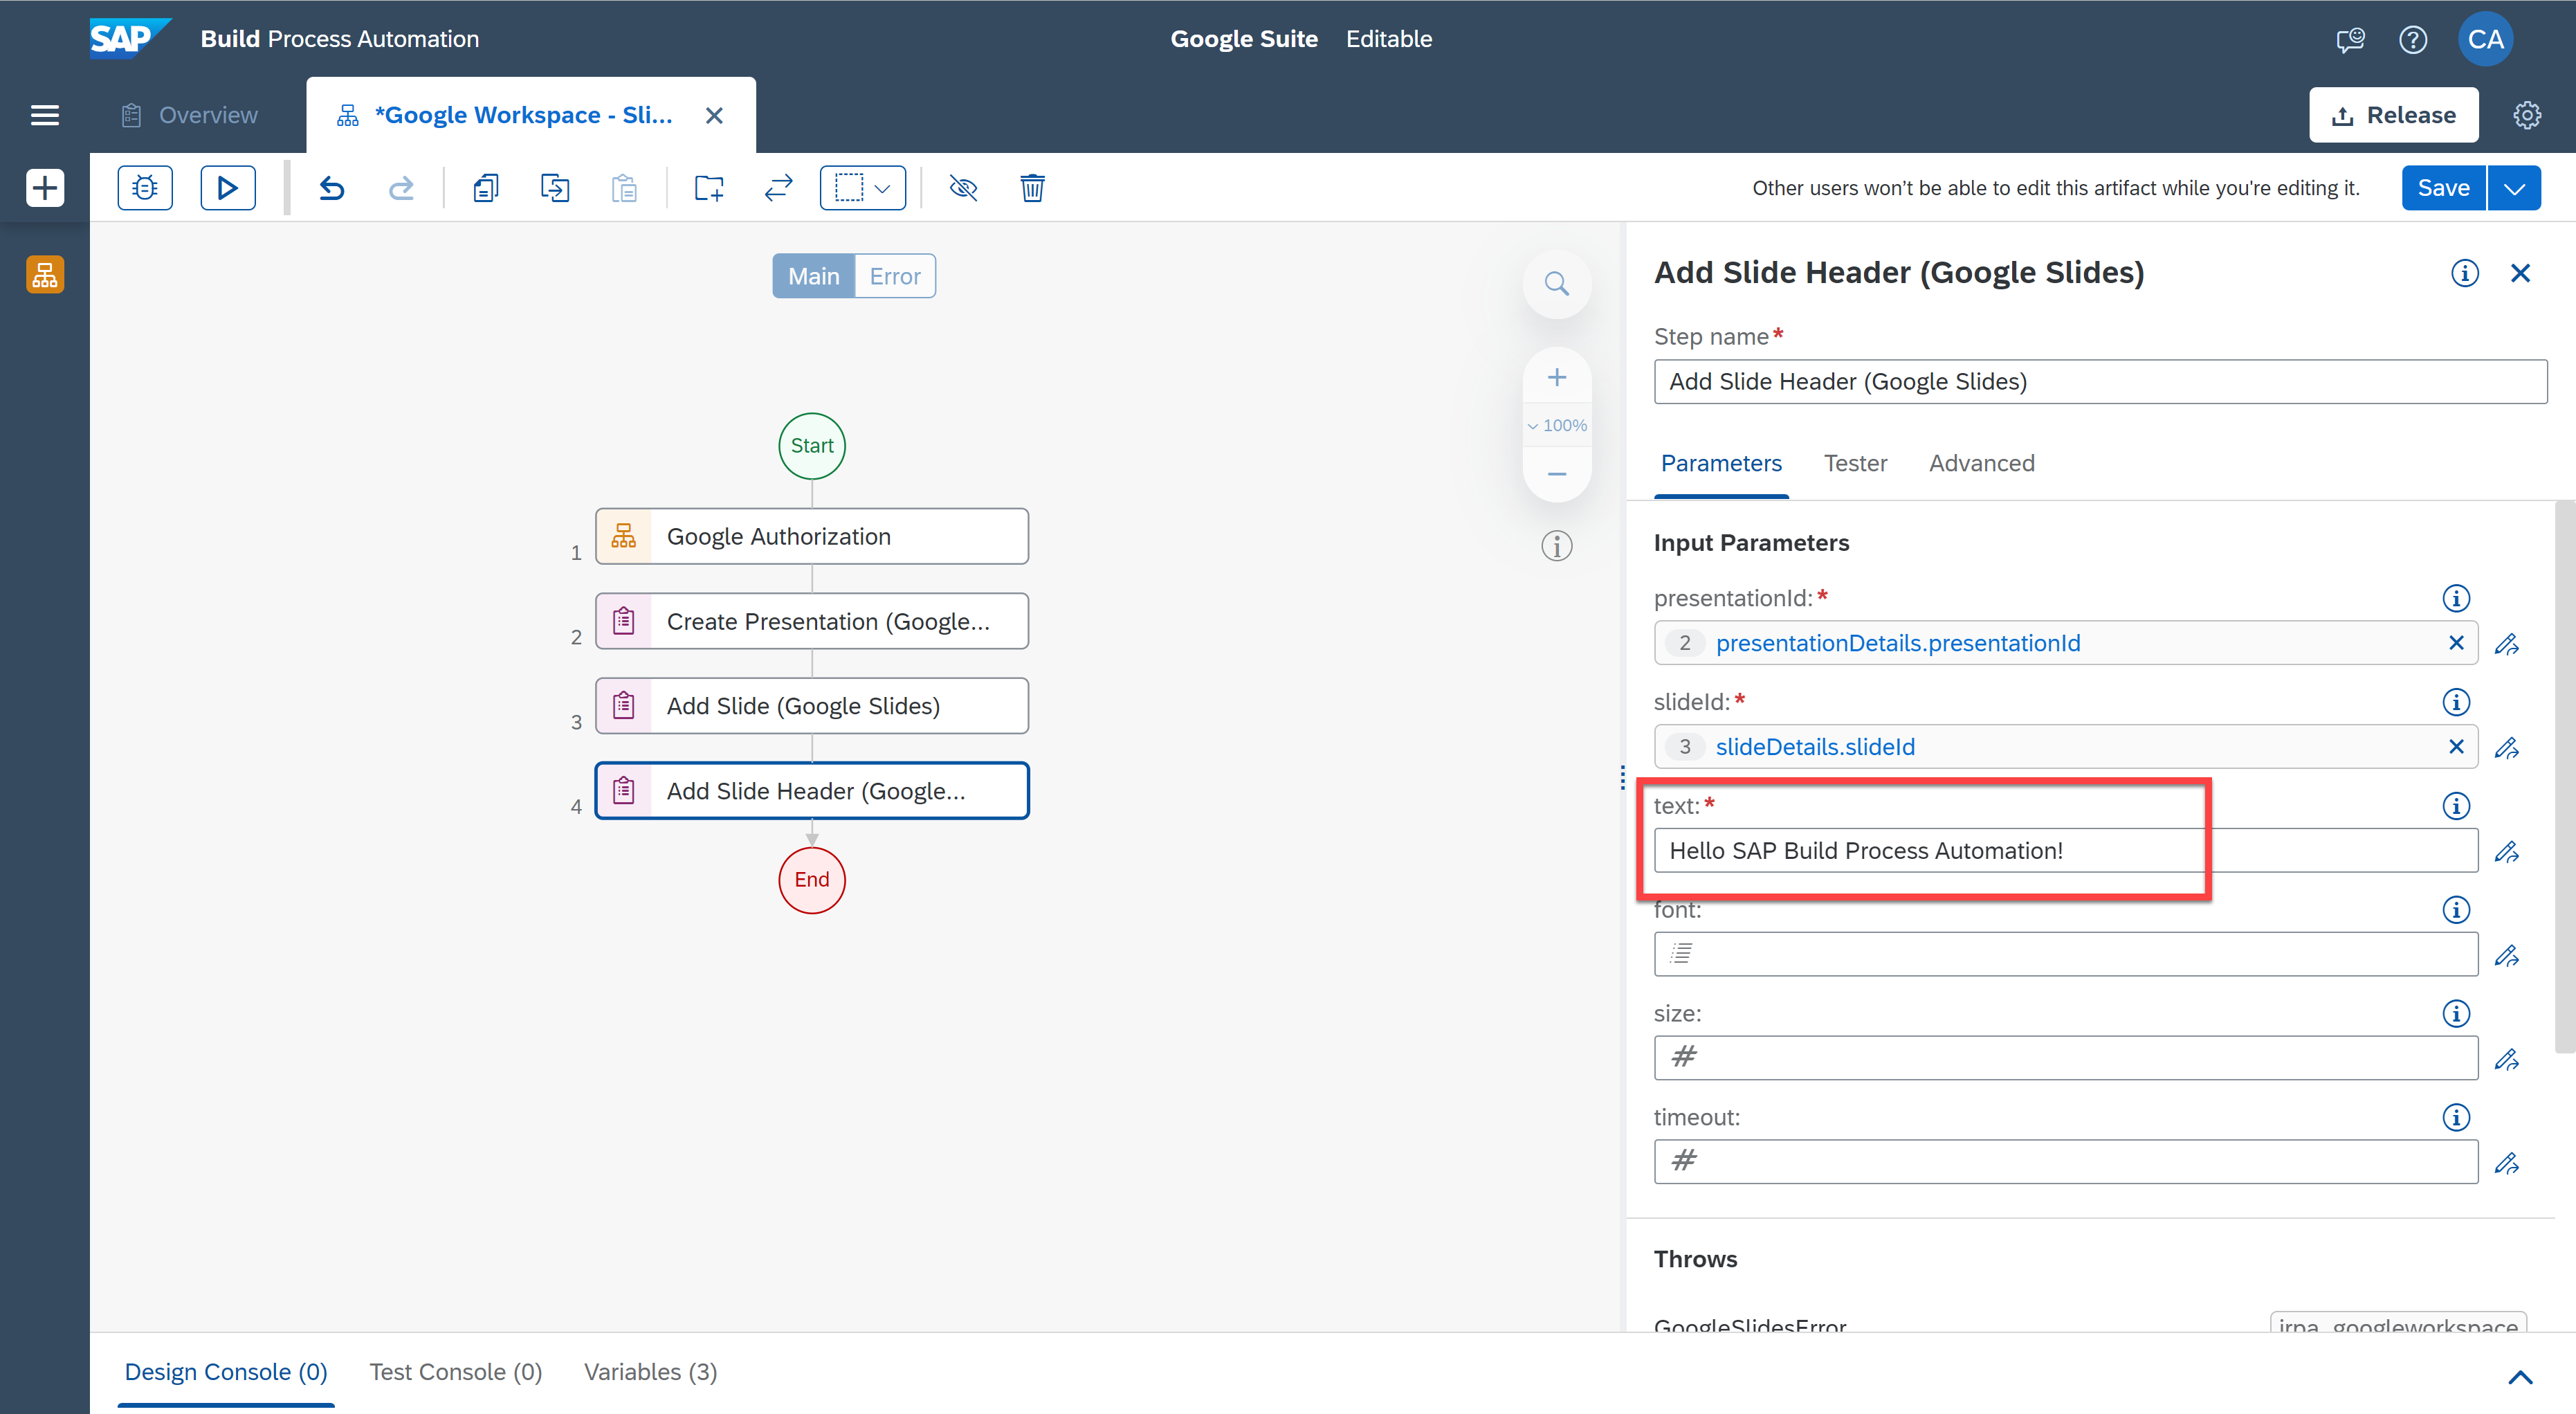 SAP Build Process Automation
Google Suite Editable
CA
Overview
*Google Workspace - Sli...
Release
Other users won't be able to edit this artifact while you're editing it.
Save
Main Error
100%
Start
1 Google Authorization
2 Create Presentation (Google...
3 Add Slide (Google Slides)
4 Add Slide Header (Google...
End
Add Slide Header (Google Slides)
Step name*
Add Slide Header (Google Slides)
Parameters Tester Advanced
Input Parameters
presentationId:*
2 presentationDetails.presentationId
slideId:*
3 slideDetails.slideId
text:*
Hello SAP Build Process Automation!
font:
size:
#
timeout:
#
Throws
GoogleSlidesError irpa_googleworkspace
Design Console (0) Test Console (0) Variables (3)